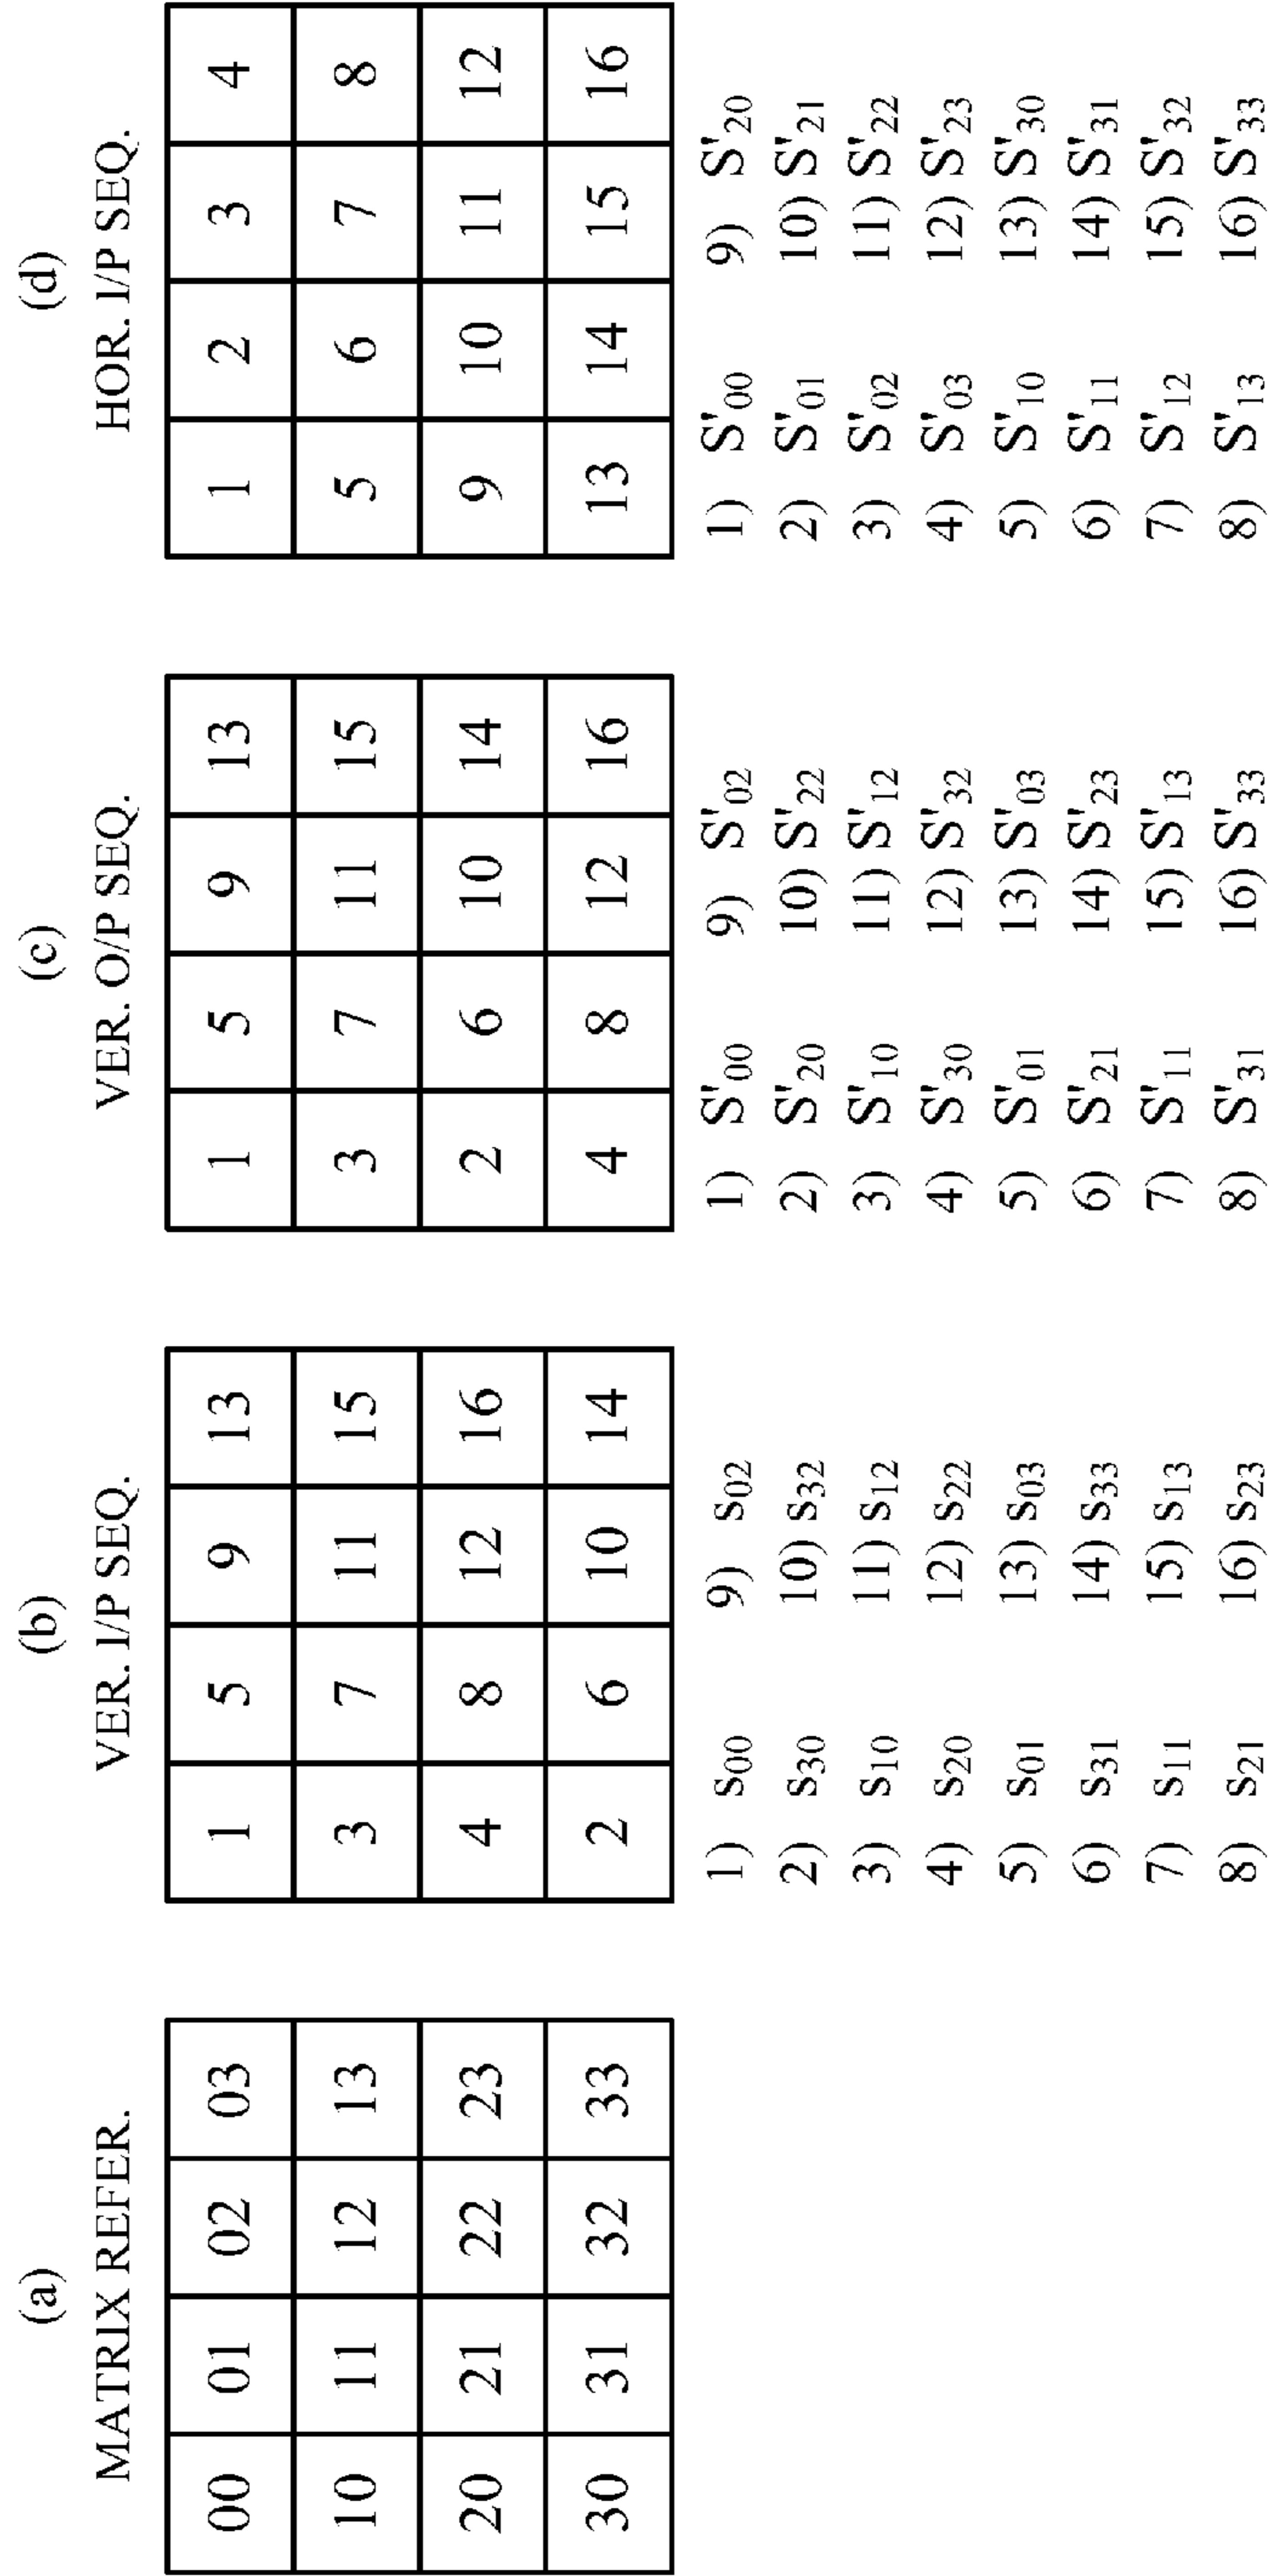 (a)
MATRIX REFER.
00 01 02 03
10 11 12 13
20 21 22 23
30 31 32 33
(b)
VER. I/P SEQ.
1 5 9 13
3 7 11 15
4 8 12 16
2 6 10 14
1) s00 9) s02
2) s30 10) s32
3) s10 11) s12
4) s20 12) s22
5) s01 13) s03
6) s31 14) s33
7) s11 15) s13
8) s21 16) s23
(c)
VER. O/P SEQ.
1 5 9 13
3 7 11 15
2 6 10 14
4 8 12 16
1) S'00 9) S'02
2) S'20 10) S'22
3) S'10 11) S'12
4) S'30 12) S'32
5) S'01 13) S'03
6) S'21 14) S'23
7) S'11 15) S'13
8) S'31 16) S'33
(d)
HOR. I/P SEQ.
1 2 3 4
5 6 7 8
9 10 11 12
13 14 15 16
1) S'00 9) S'20
2) S'01 10) S'21
3) S'02 11) S'22
4) S'03 12) S'23
5) S'10 13) S'30
6) S'11 14) S'31
7) S'12 15) S'32
8) S'13 16) S'33